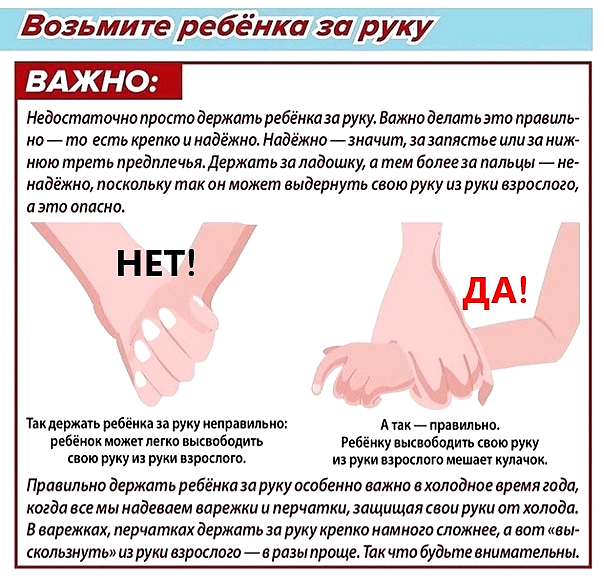 Возьмите ребёнка за руку
ВАЖНО:
Недостаточно просто держать ребёнка за руку. Важно делать это правиль-
но — то есть крепко и надёжно. Надёжно — значит, за запястье или за ниж-
нюю треть предплечья. Держать за ладошку, а тем более за пальцы — не-
надёжно, поскольку так он может выдернуть свою руку из руки взрослого,
а это опасно.
НЕТ!
ДА!
Так держать ребёнка за руку неправильно:
ребёнок может легко высвободить
свою руку из руки взрослого.
А так — правильно.
Ребёнку высвободить свою руку
из руки взрослого мешает кулачок.
Правильно держать ребёнка за руку особенно важно в холодное время года,
когда все мы надеваем варежки и перчатки, защищая свои руки от холода.
В варежках, перчатках держать за руку крепко намного сложнее, а вот «вы-
скользнуть» из руки взрослого — в разы проще. Так что будьте внимательны.